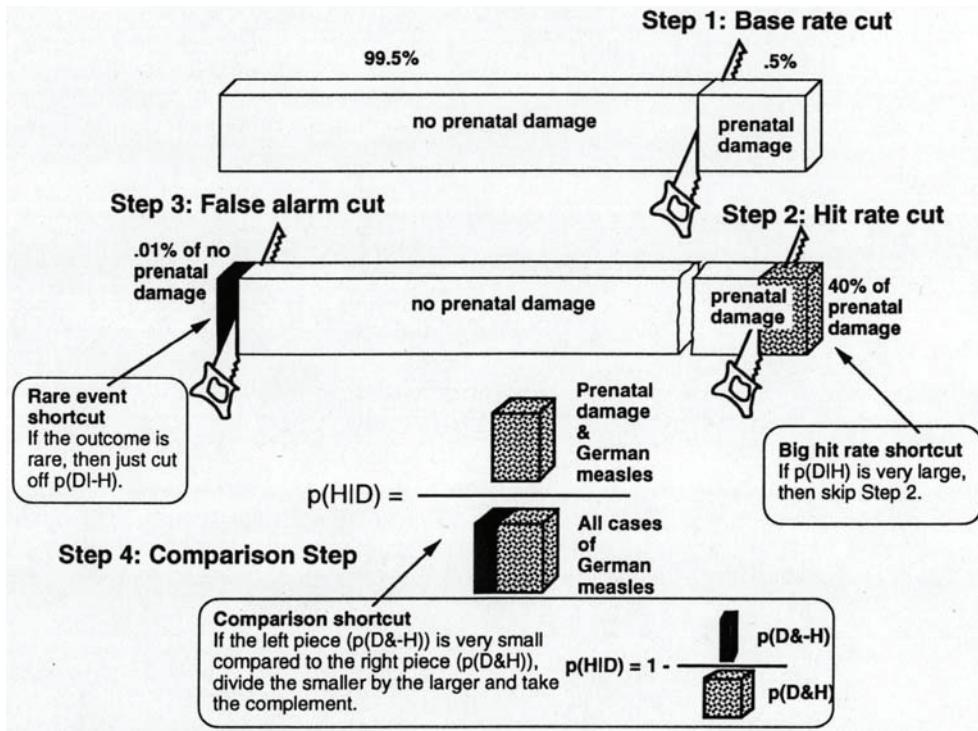 Step 1: Base rate cut
99.5%
.5%
no prenatal damage
prenatal
damage
Step 3: False alarm cut
Step 2: Hit rate cut
.01% of no
prenatal
damage
no prenatal damage
prenatal
damage
40% of
prenatal
damage
Rare event
shortcut
If the outcome is
rare, then just cut
off p(D|-H).
Big hit rate shortcut
If p(D|H) is very large,
then skip Step 2.
Prenatal
damage
&
German
measles
p(H|D) =
All cases
of
German
measles
Step 4: Comparison Step
Comparison shortcut
If the left piece (p(D&-H)) is very small
compared to the right piece (p(D&H)),
divide the smaller by the larger and take
the complement.
p(H|D) = 1 -
p(D&-H)
p(D&H)